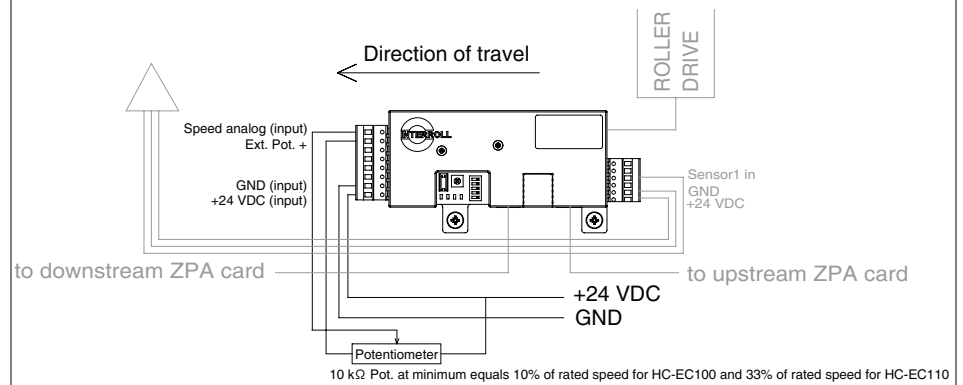 ROLLER
DRIVE
Direction of travel
INTERROLL
Speed analog (input)
Ext. Pot. +
GND (input)
+24 VDC (input)
Sensor1 in
GND
+24 VDC
to downstream ZPA card
to upstream ZPA card
+24 VDC
GND
Potentiometer
10 kΩ Pot. at minimum equals 10% of rated speed for HC-EC100 and 33% of rated speed for HC-EC110